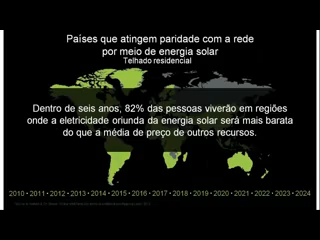 Países que atingem paridade com a rede
por meio de energia solar
Telhado residencial
Dentro de seis anos, 82% das pessoas viverão em regiões
onde a eletricidade oriunda da energia solar será mais barata
do que a média de preço de outros recursos.
2010 • 2011 • 2012 • 2013 • 2014 • 2015 • 2016 • 2017 • 2018 • 2019 • 2020 • 2021 • 2022 • 2023 • 2024